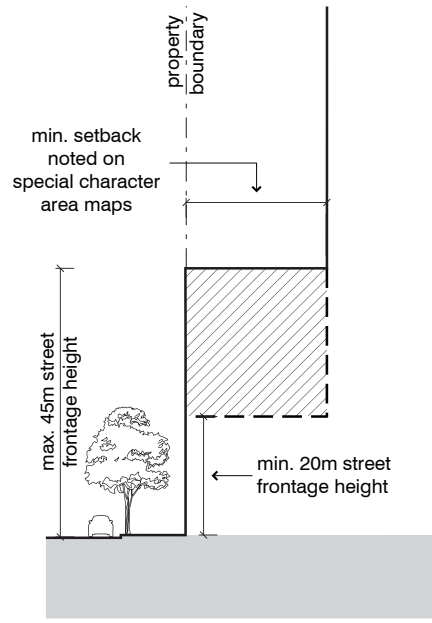 property
boundary
min. setback
noted on
special character
area maps
max. 45m street
frontage height
min. 20m street
frontage height